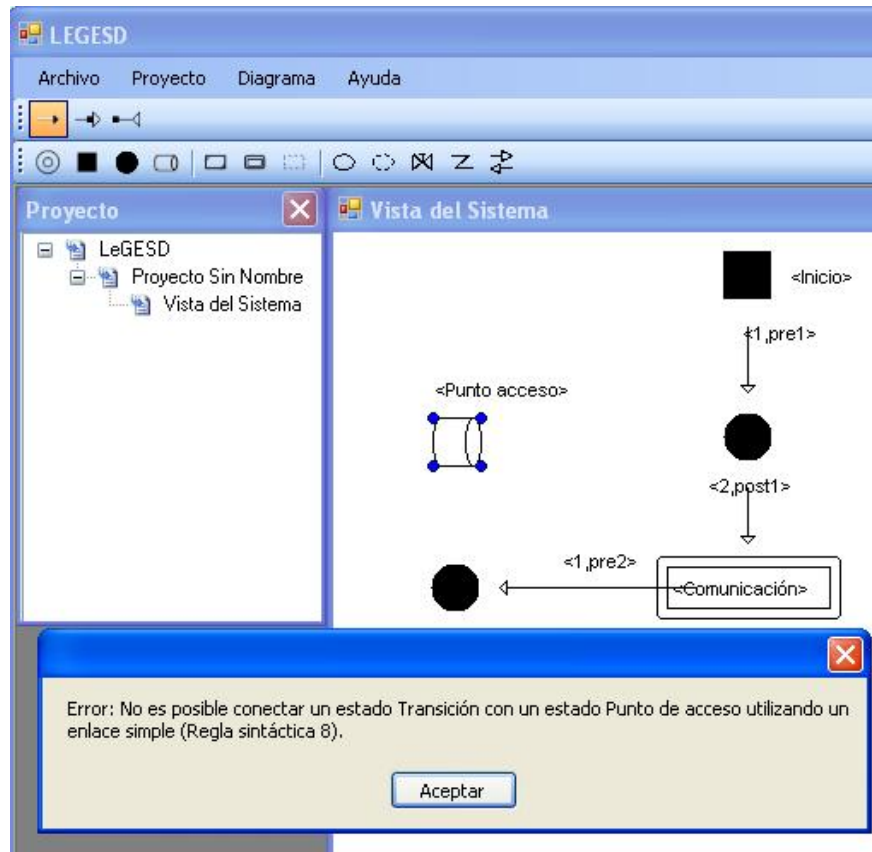 LEGESD
Archivo Proyecto Diagrama Ayuda
Proyecto
LeGESD
Proyecto Sin Nombre
Vista del Sistema
Vista del Sistema
<Inicio>
<1,pre1>
<Punto acceso>
<2,post1>
<1,pre2>
<Comunicación>
Error: No es posible conectar un estado Transición con un estado Punto de acceso utilizando un
enlace simple (Regla sintáctica 8).
Aceptar